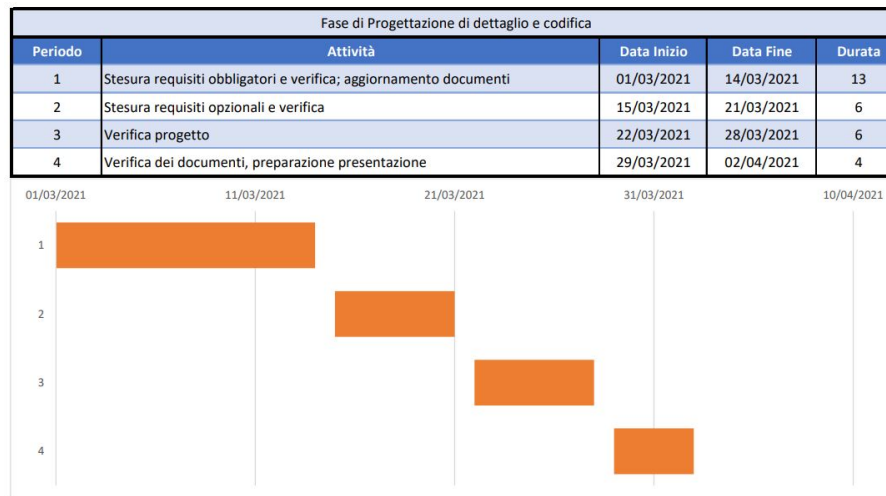 Fase di Progettazione di dettaglio e codifica
Periodo Attività Data Inizio Data Fine Durata
1 Stesura requisiti obbligatori e verifica; aggiornamento documenti 01/03/2021 14/03/2021 13
2 Stesura requisiti opzionali e verifica 15/03/2021 21/03/2021 6
3 Verifica progetto 22/03/2021 28/03/2021 6
4 Verifica dei documenti, preparazione presentazione 29/03/2021 02/04/2021 4
01/03/2021 11/03/2021 21/03/2021 31/03/2021 10/04/2021
1
2
3
4